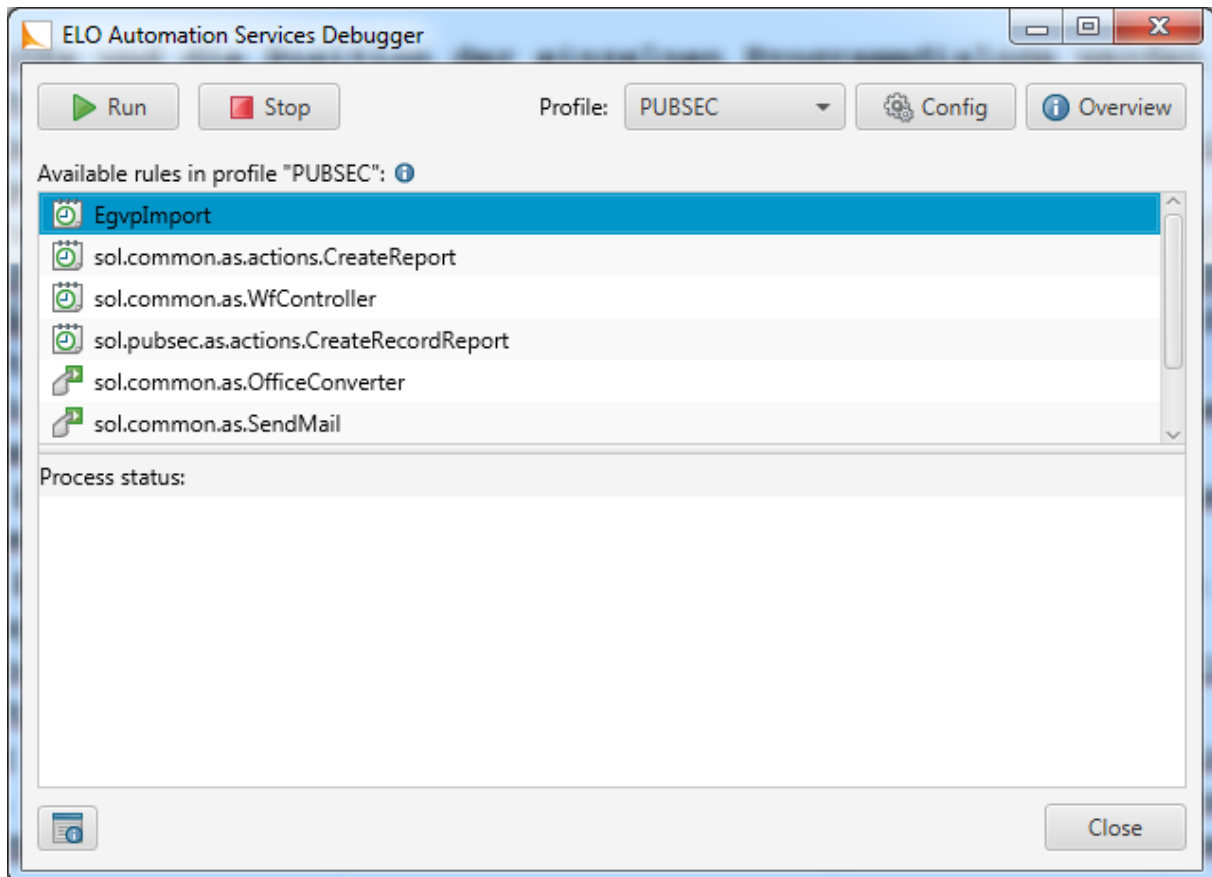 ELO Automation Services Debugger
Run Stop Profile: PUBSEC Config Overview
Available rules in profile "PUBSEC":
EgvpImport
sol.common.as.actions.CreateReport
sol.common.as.WfController
sol.pubsec.as.actions.CreateRecordReport
sol.common.as.OfficeConverter
sol.common.as.SendMail
Process status:
Close